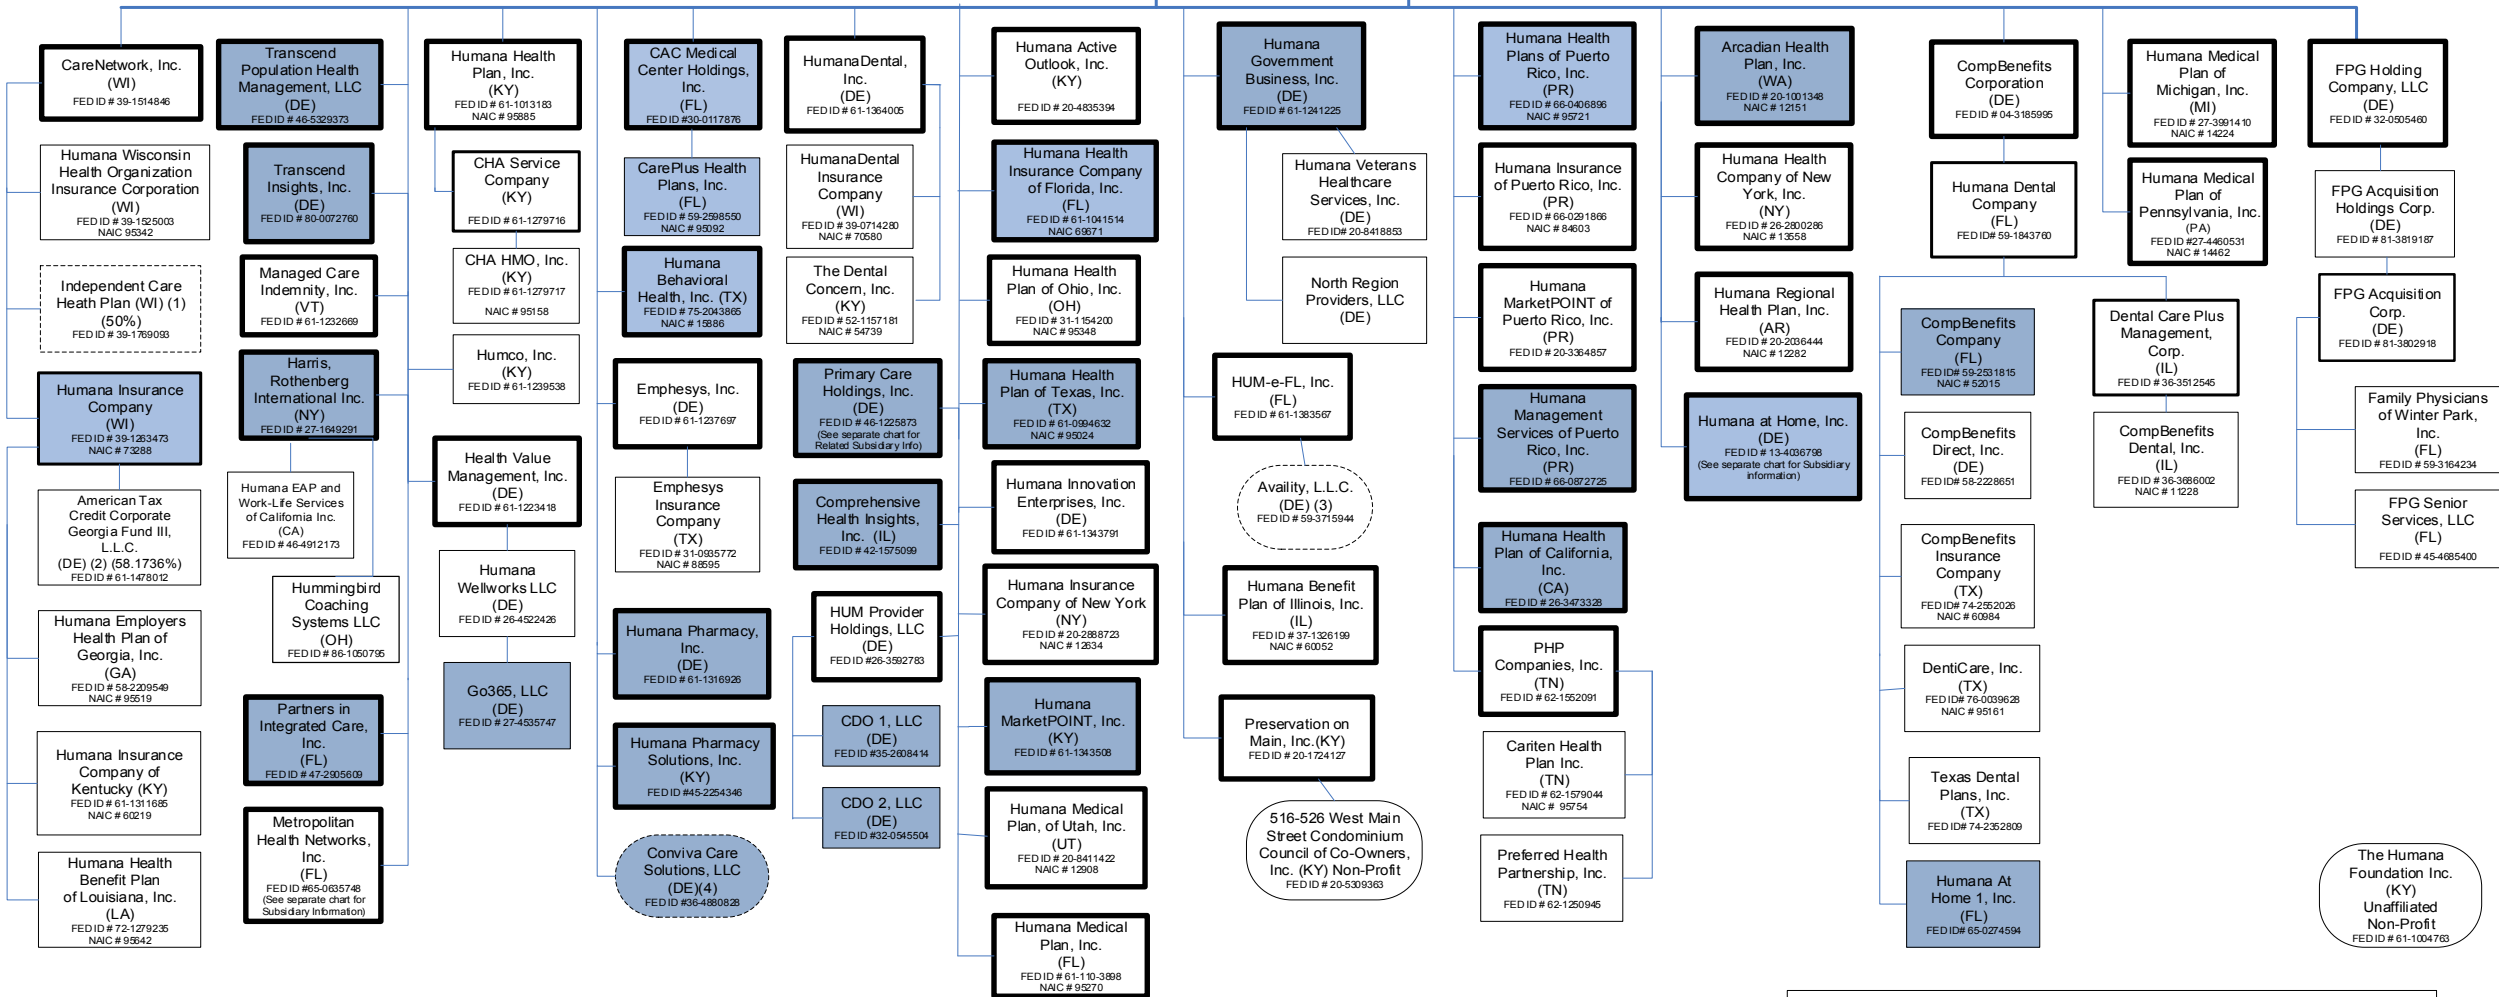 CareNetwork, Inc.
(WI)
FED ID # 39-1514846
Humana Wisconsin
Health Organization
Insurance Corporation
(WI)
FED ID # 39-1525003
NAIC 95342
Independent Care
Heath Plan (WI) (1)
(50%)
FED ID # 39-1769093
Humana Insurance
Company
(WI)
FED ID # 39-1263473
NAIC # 73288
American Tax
Credit Corporate
Georgia Fund III,
L.L.C.
(DE) (2) (58.1736%)
FED ID # 61-1478012
Humana Employers
Health Plan of
Georgia, Inc.
(GA)
FED ID # 58-2209549
NAIC # 95519
Humana Insurance
Company of
Kentucky (KY)
FED ID # 61-1311685
NAIC # 60219
Humana Health
Benefit Plan
of Louisiana, Inc.
(LA)
FED ID # 72-1279235
NAIC # 95642
Transcend
Population Health
Management, LLC
(DE)
FED ID # 46-5329373
Transcend
Insights, Inc.
(DE)
FED ID # 80-0072760
Managed Care
Indemnity, Inc.
(VT)
FED ID # 61-1232669
Harris,
Rothenberg
International Inc.
(NY)
FED ID # 27-1649291
Humana EAP and
Work-Life Services
of California Inc.
(CA)
FED ID # 46-4912173
Hummingbird
Coaching
Systems LLC
(OH)
FED ID # 86-1050795
Partners in
Integrated Care,
Inc.
(FL)
FED ID # 47-2905609
Metropolitan
Health Networks,
Inc.
(FL)
FED ID #65-0635748
(See separate chart for
Subsidiary Information)
Humana Health
Plan, Inc.
(KY)
FED ID # 61-1013183
NAIC # 95885
CHA Service
Company
(KY)
FED ID # 61-1279716
CHA HMO, Inc.
(KY)
FED ID # 61-1279717
NAIC # 95158
Humco, Inc.
(KY)
FED ID # 61-1239538
Health Value
Management, Inc.
(DE)
FED ID # 61-1223418
Humana
Wellworks LLC
(DE)
FED ID # 26-4522426
Go365, LLC
(DE)
FED ID # 27-4535747
CAC Medical
Center Holdings,
Inc.
(FL)
FED ID #30-0117876
CarePlus Health
Plans, Inc.
(FL)
FED ID # 59-2598550
NAIC # 95092
Humana
Behavioral
Health, Inc. (TX)
FED ID # 75-2043865
NAIC # 15886
Emphesys, Inc.
(DE)
FED ID # 61-1237697
Emphesys
Insurance
Company
(TX)
FED ID # 31-0935772
NAIC # 88595
Humana Pharmacy,
Inc.
(DE)
FED ID # 61-1316926
Humana Pharmacy
Solutions, Inc.
(KY)
FED ID #45-2254346
Conviva Care
Solutions, LLC
(DE)(4)
FED ID #36-4880828
HumanaDental,
Inc.
(DE)
FED ID # 61-1364005
HumanaDental
Insurance
Company
(WI)
FED ID # 39-0714280
NAIC # 70580
The Dental
Concern, Inc.
(KY)
FED ID # 52-1157181
NAIC # 54739
Primary Care
Holdings, Inc.
(DE)
FED ID # 46-1225873
(See separate chart for
Related Subsidiary Info)
Comprehensive
Health Insights,
Inc. (IL)
FED ID # 42-1575099
HUM Provider
Holdings, LLC
(DE)
FED ID #26-3592783
CDO 1, LLC
(DE)
FED ID #35-2608414
CDO 2, LLC
(DE)
FED ID #32-0545504
Humana Active
Outlook, Inc.
(KY)
FED ID # 20-4835394
Humana Health
Insurance Company
of Florida, Inc.
(FL)
FED ID # 61-1041514
NAIC 69671
Humana Health
Plan of Ohio, Inc.
(OH)
FED ID # 31-1154200
NAIC # 95348
Humana Health
Plan of Texas, Inc.
(TX)
FED ID # 61-0994632
NAIC # 95024
Humana Innovation
Enterprises, Inc.
(DE)
FED ID # 61-1343791
Humana Insurance
Company of New York
(NY)
FED ID # 20-2888723
NAIC # 12634
Humana
MarketPOINT, Inc.
(KY)
FED ID # 61-1343508
Humana Medical
Plan, of Utah, Inc.
(UT)
FED ID # 20-8411422
NAIC # 12908
Humana Medical
Plan, Inc.
(FL)
FED ID # 61-110-3898
NAIC # 95270
Humana
Government
Business, Inc.
(DE)
FED ID # 61-1241225
Humana Veterans
Healthcare
Services, Inc.
(DE)
FED ID# 20-8418853
North Region
Providers, LLC
(DE)
HUM-e-FL, Inc.
(FL)
FED ID # 61-1383567
Availity, L.L.C.
(DE) (3)
FED ID # 59-3715944
Humana Benefit
Plan of Illinois, Inc.
(IL)
FED ID # 37-1326199
NAIC # 60052
Preservation on
Main, Inc.(KY)
FED ID # 20-1724127
516-526 West Main
Street Condominium
Council of Co-Owners,
Inc. (KY) Non-Profit
FED ID # 20-5309363
Humana Health
Plans of Puerto
Rico, Inc.
(PR)
FED ID # 66-0406896
NAIC # 95721
Humana Insurance
of Puerto Rico, Inc.
(PR)
FED ID # 66-0291866
NAIC # 84603
Humana
MarketPOINT of
Puerto Rico, Inc.
(PR)
FED ID # 20-3364857
Humana
Management
Services of Puerto
Rico, Inc.
(PR)
FED ID # 66-0872725
Humana Health
Plan of California,
Inc.
(CA)
FED ID # 26-3473328
PHP
Companies, Inc.
(TN)
FED ID # 62-1552091
Cariten Health
Plan Inc.
(TN)
FED ID # 62-1579044
NAIC # 95754
Preferred Health
Partnership, Inc.
(TN)
FED ID # 62-1250945
Arcadian Health
Plan, Inc.
(WA)
FED ID # 20-1001348
NAIC # 12151
Humana Health
Company of New
York, Inc.
(NY)
FED ID # 26-2800286
NAIC # 13558
Humana Regional
Health Plan, Inc.
(AR)
FED ID # 20-2036444
NAIC # 12282
Humana at Home, Inc.
(DE)
FED ID # 13-4036798
(See separate chart for Subsidiary
information)
CompBenefits
Corporation
(DE)
FED ID # 04-3185995
Humana Dental
Company
(FL)
FED ID# 59-1843760
CompBenefits
Company
(FL)
FED ID# 59-2531815
NAIC # 52015
CompBenefits
Direct, Inc.
(DE)
FED ID# 58-2228651
CompBenefits
Insurance
Company
(TX)
FED ID# 74-2552026
NAIC # 60984
DentiCare, Inc.
(TX)
FED ID# 76-0039628
NAIC # 95161
Texas Dental
Plans, Inc.
(TX)
FED ID# 74-2352809
Humana At
Home 1, Inc.
(FL)
FED ID# 65-0274594
Dental Care Plus
Management,
Corp.
(IL)
FED ID # 36-3512545
CompBenefits
Dental, Inc.
(IL)
FED ID # 36-3686002
NAIC # 11228
Humana Medical
Plan of
Michigan, Inc.
(MI)
FED ID # 27-3991410
NAIC # 14224
Humana Medical
Plan of
Pennsylvania, Inc.
(PA)
FED ID #27-4460531
NAIC # 14462
FPG Holding
Company, LLC
(DE)
FED ID # 32-0505460
FPG Acquisition
Holdings Corp.
(DE)
FED ID # 81-3819187
FPG Acquisition
Corp.
(DE)
FED ID # 81-3802918
Family Physicians
of Winter Park,
Inc.
(FL)
FED ID # 59-3164234
FPG Senior
Services, LLC
(FL)
FED ID # 45-4685400
The Humana
Foundation Inc.
(KY)
Unaffiliated
Non-Profit
FED ID # 61-1004763